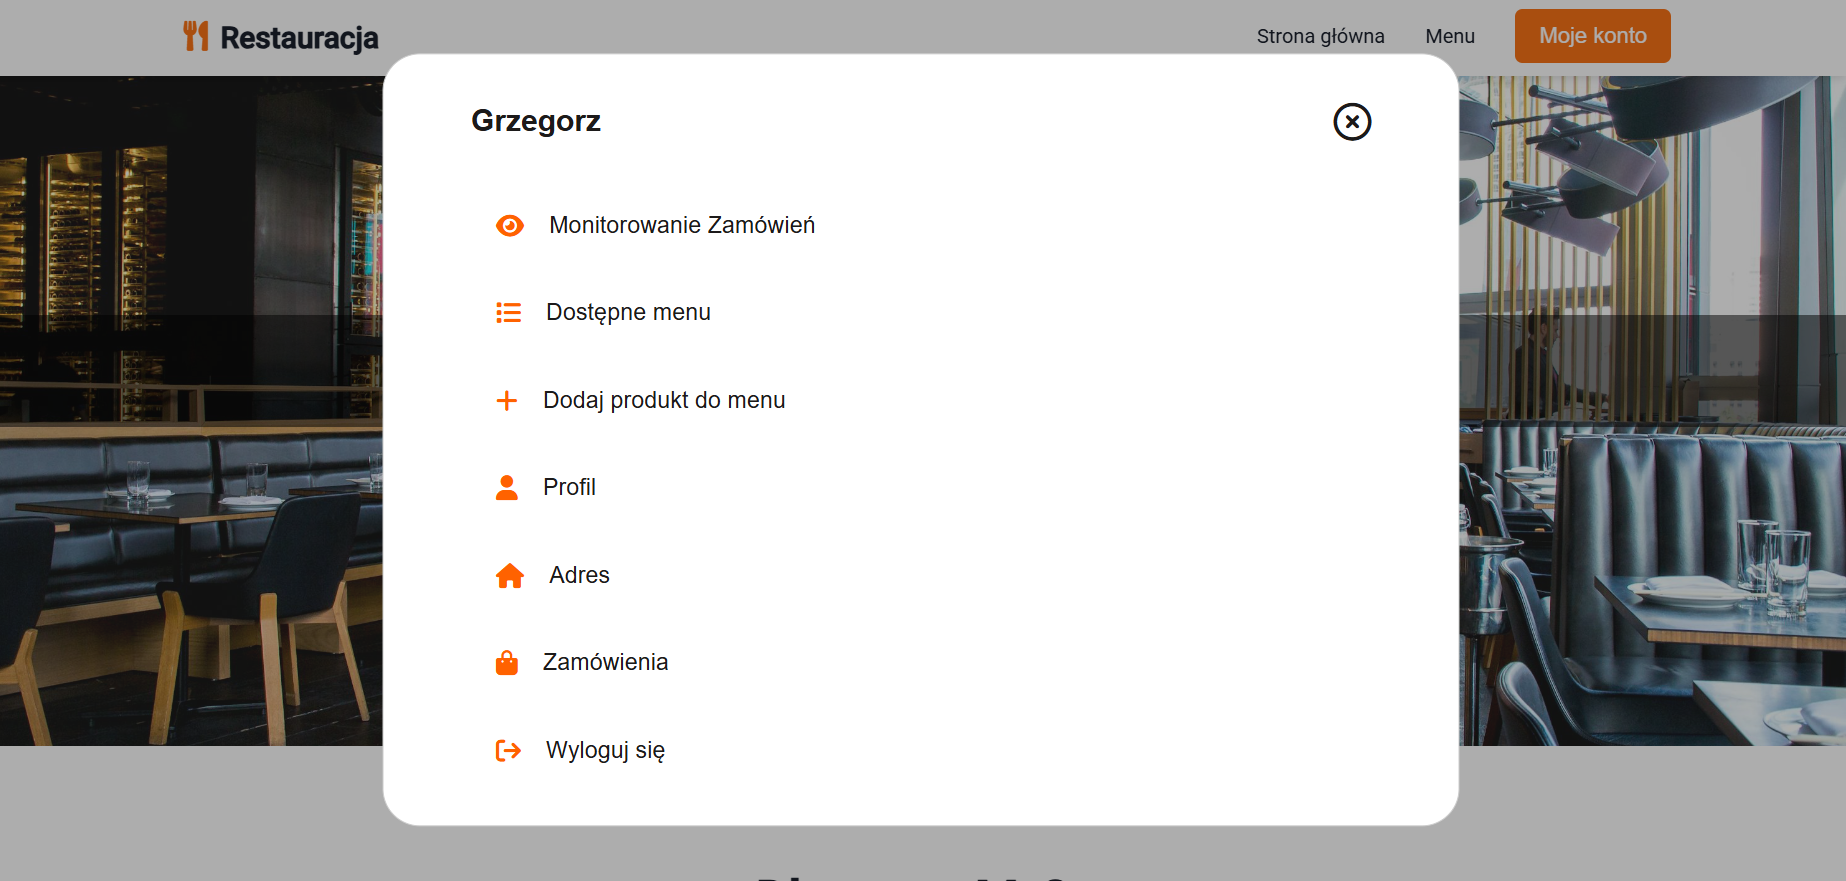 Restauracja
Strona główna
Menu
Moje konto
Grzegorz
Monitorowanie Zamówień
Dostępne menu
Dodaj produkt do menu
Profil
Adres
Zamówienia
Wyloguj się